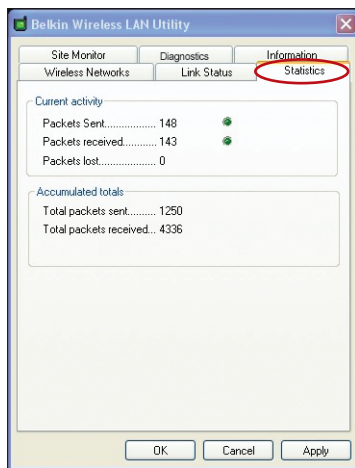 Belkin Wireless LAN Utility
Site Monitor Diagnostics Information
Wireless Networks Link Status Statistics
Current activity
Packets Sent................. 148
Packets received............ 143
Packets lost................... 0
Accumulated totals
Total packets sent.......... 1250
Total packets received... 4336
OK Cancel Apply